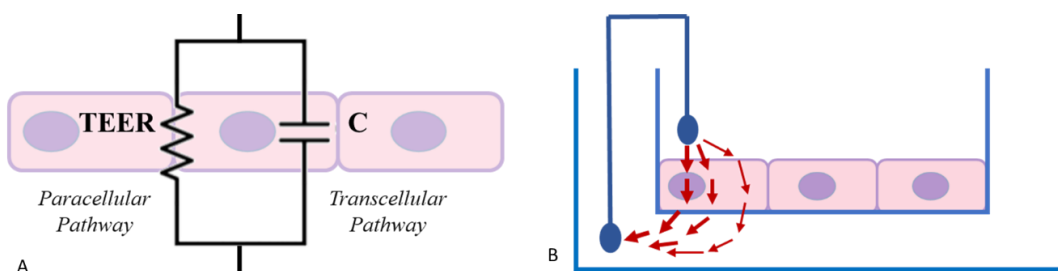 TEER
C
Paracellular
Pathway
Transcellular
Pathway
A
B